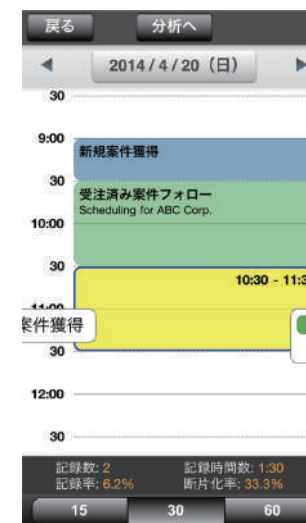 戻る 分析へ
2014 / 4 / 20（日）
30
9:00
新規案件獲得
30
受注済み案件フォロー
Scheduling for ABC Corp.
10:00
30
10:30 - 11:3
11:00
案件獲得
30
12:00
30
記録数: 2 記録時間数: 1:30
記録率: 6.2% 断片化率: 33.3%
15 30 60